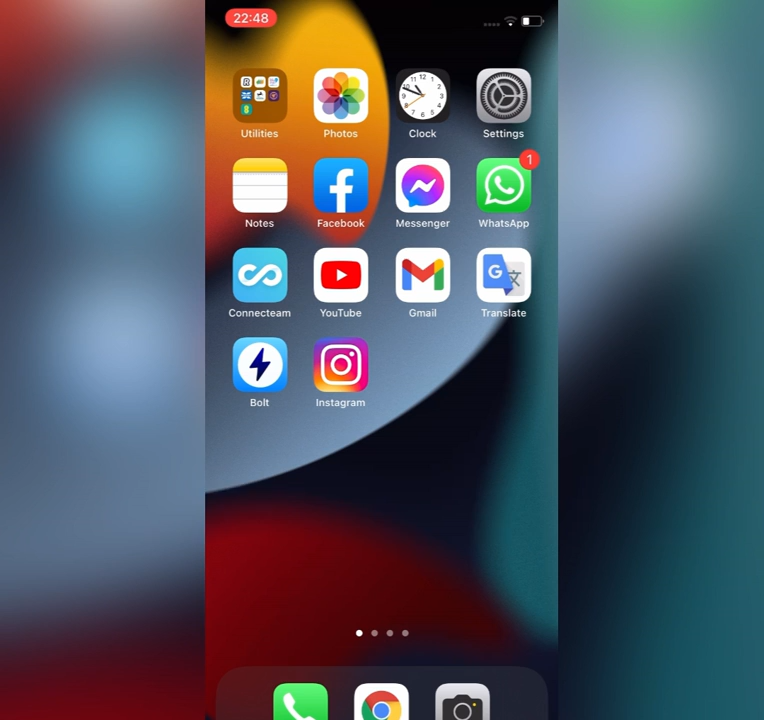 22:48
Utilities
Photos
Clock
Settings
1
Notes
Facebook
Messenger
WhatsApp
Connecteam
YouTube
Gmail
Translate
Bolt
Instagram